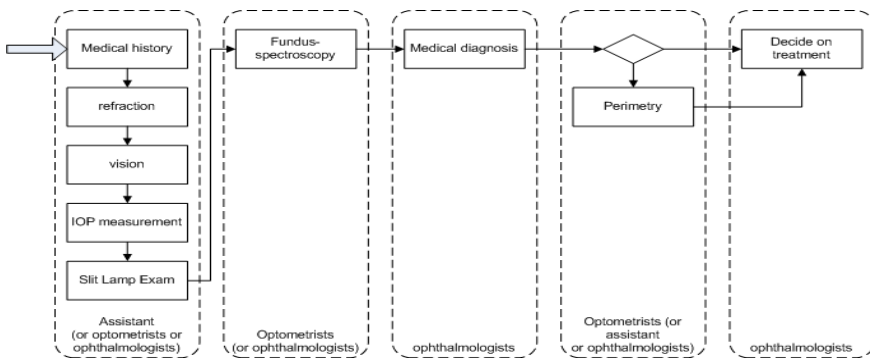 Medical history
refraction
vision
IOP measurement
Slit Lamp Exam
Assistant
(or optometrists or
ophthalmologists)
Fundus-
spectroscopy
Optometrists
(or ophthalmologists)
Medical diagnosis
ophthalmologists
Perimetry
Optometrists (or
assistant
or ophthalmologists)
Decide on
treatment
ophthalmologists